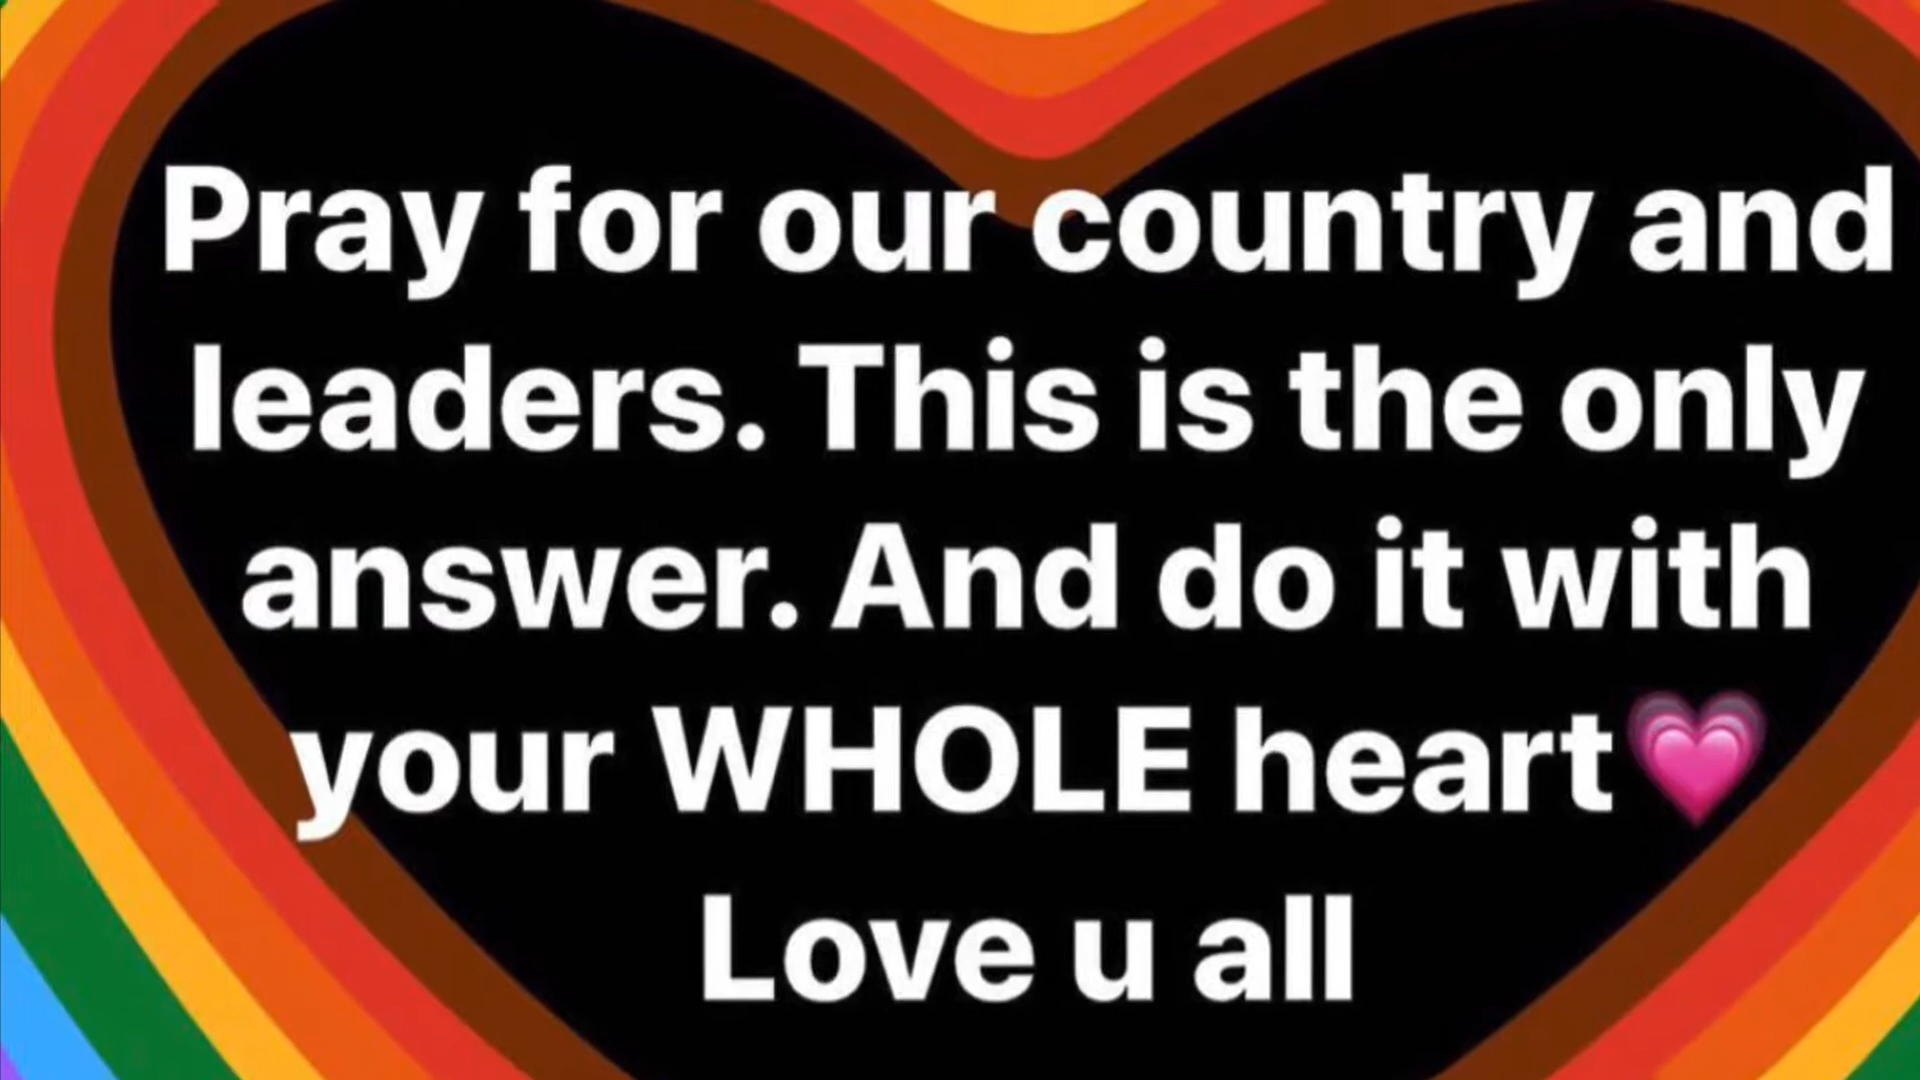 Pray for our country and
leaders. This is the only
answer. And do it with
your WHOLE heart💗
Love u all